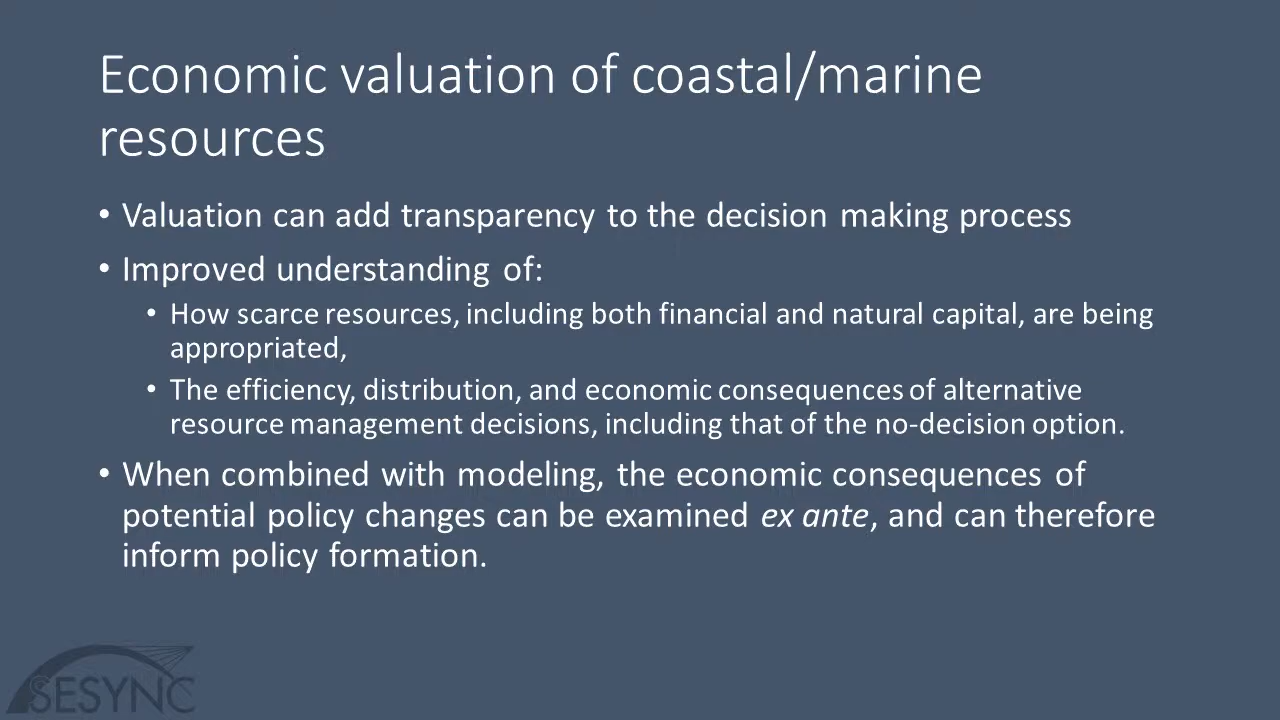 Economic valuation of coastal/marine
resources
• Valuation can add transparency to the decision making process
• Improved understanding of:
• How scarce resources, including both financial and natural capital, are being
appropriated,
• The efficiency, distribution, and economic consequences of alternative
resource management decisions, including that of the no-decision option.
• When combined with modeling, the economic consequences of
potential policy changes can be examined ex ante, and can therefore
inform policy formation.
SESYNC